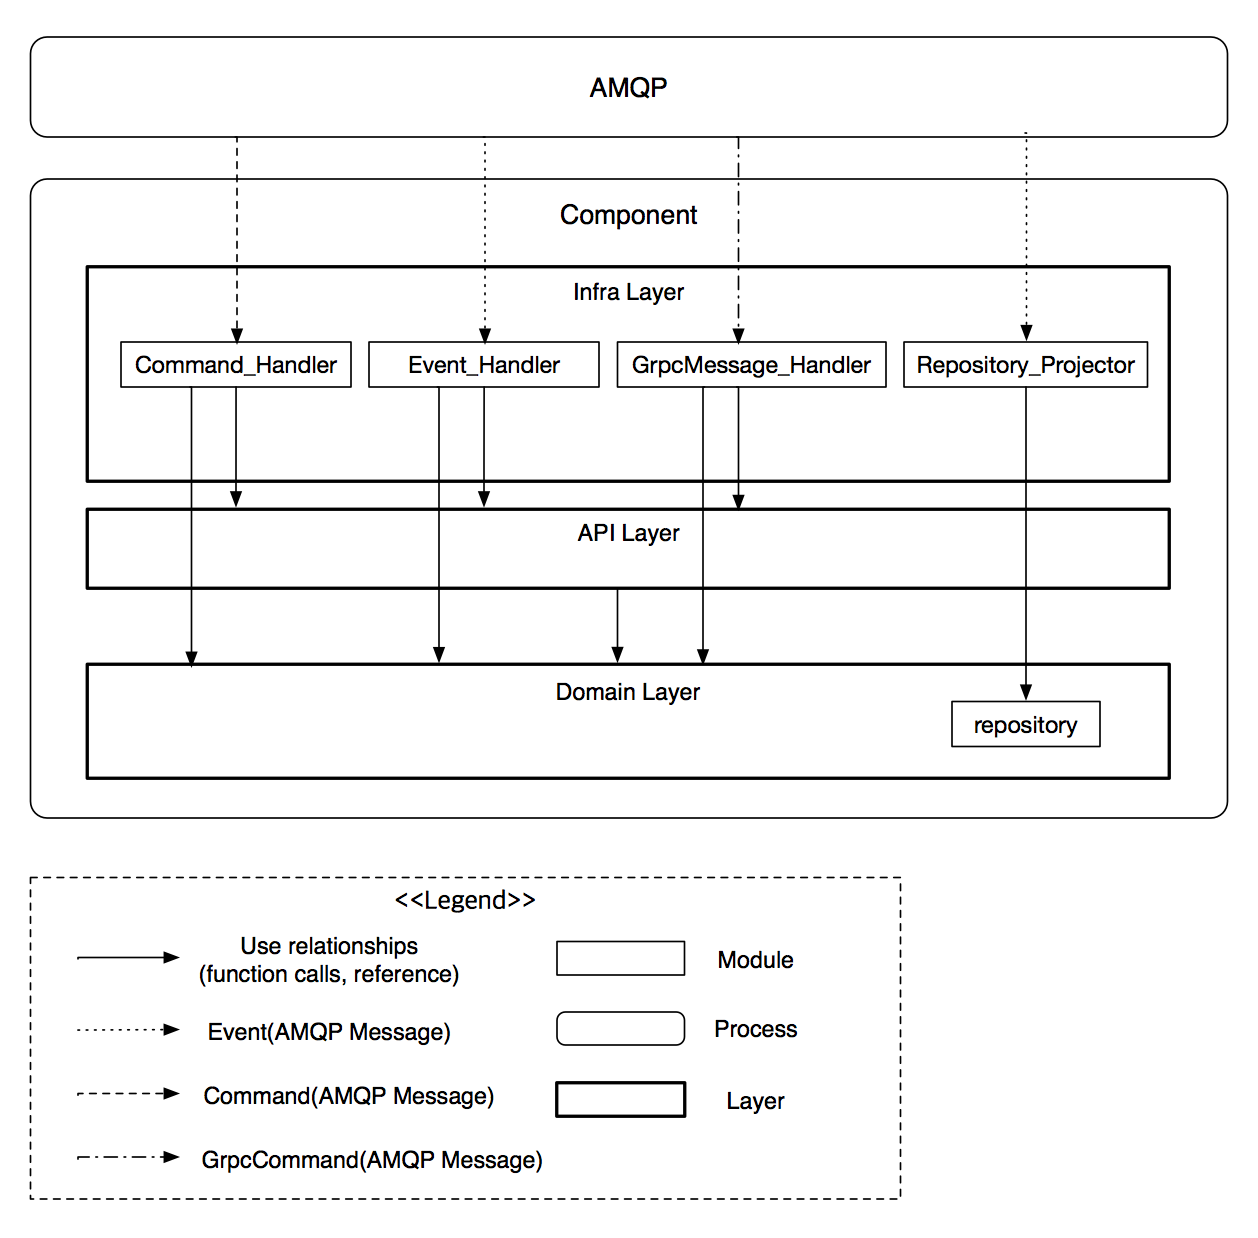 AMQP
Component
Infra Layer
Command_Handler
Event_Handler
GrpcMessage_Handler
Repository_Projector
API Layer
Domain Layer
repository
<<Legend>>
Use relationships
(function calls, reference)
Module
Event(AMQP Message)
Process
Command(AMQP Message)
Layer
GrpcCommand(AMQP Message)